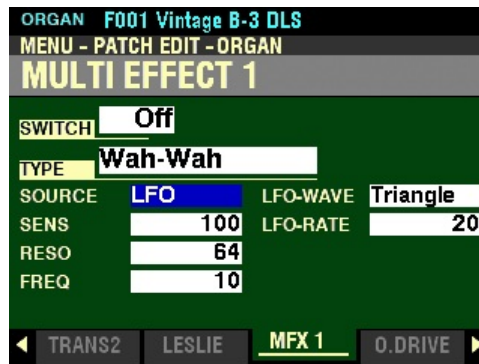 ORGAN F001 Vintage B-3 DLS
MENU - PATCH EDIT - ORGAN
MULTI EFFECT 1
SWITCH Off
TYPE Wah-Wah
SOURCE LFO LFO-WAVE Triangle
SENS 100 LFO-RATE 20
RESO 64
FREQ 10
TRANS2 LESLIE MFX 1 O.DRIVE